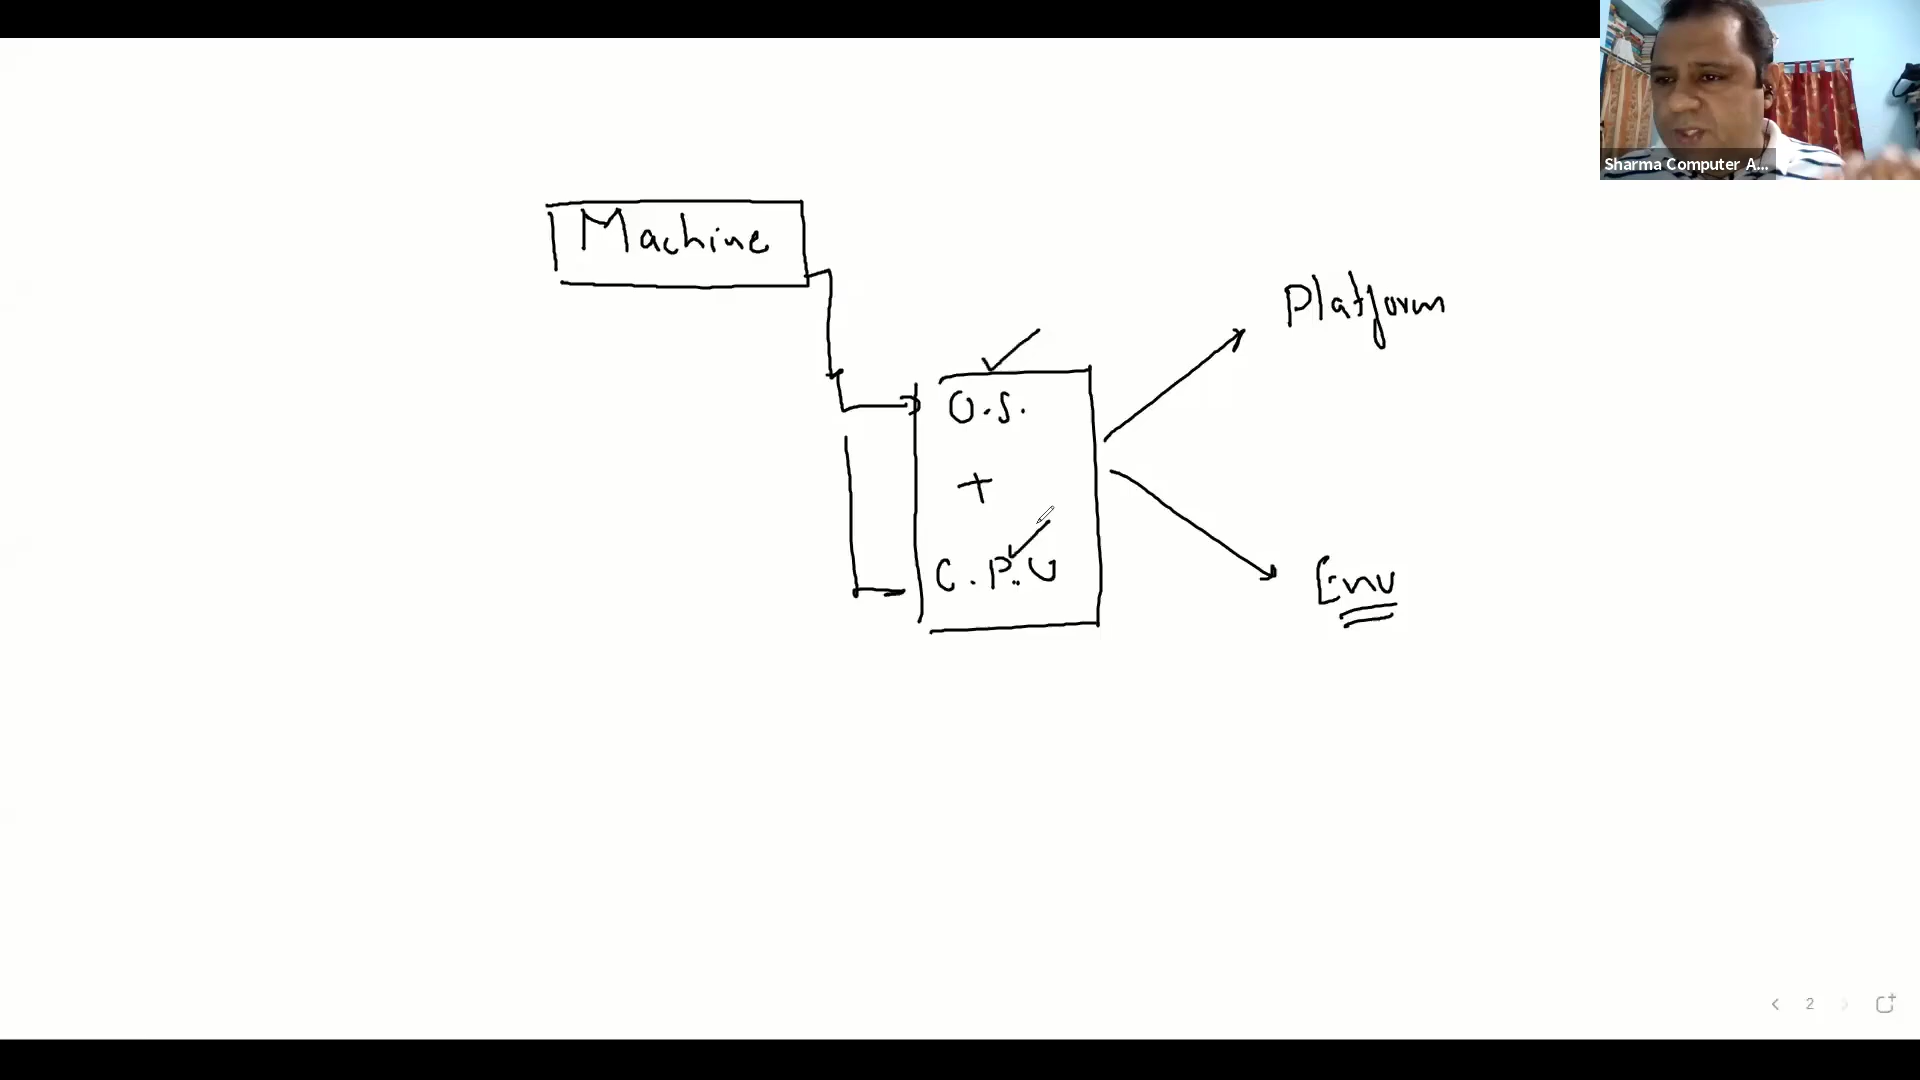 Sharma Computer A...
Machine
Platform
O.S.
+
C.P.U
Env
2